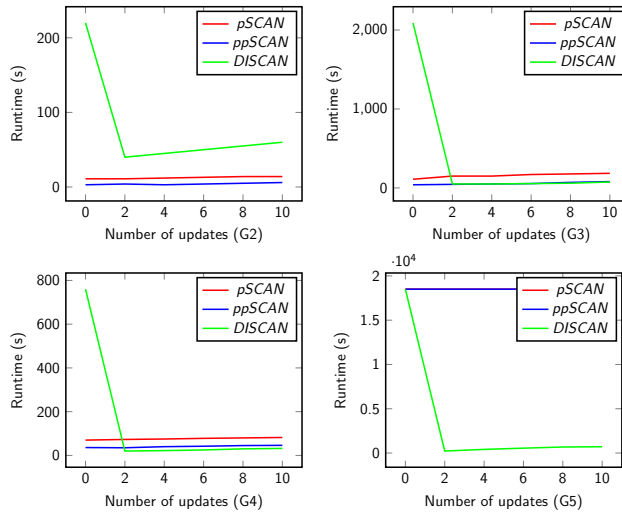 200
100
0
Runtime (s)
pSCAN
ppSCAN
DISCAN
0 2 4 6 8 10
Number of updates (G2)
2,000
1,000
0
Runtime (s)
pSCAN
ppSCAN
DISCAN
0 2 4 6 8 10
Number of updates (G3)
800
600
400
200
0
Runtime (s)
pSCAN
ppSCAN
DISCAN
0 2 4 6 8 10
Number of updates (G4)
·10⁴
2
1.5
1
0.5
0
Runtime (s)
pSCAN
ppSCAN
DISCAN
0 2 4 6 8 10
Number of updates (G5)